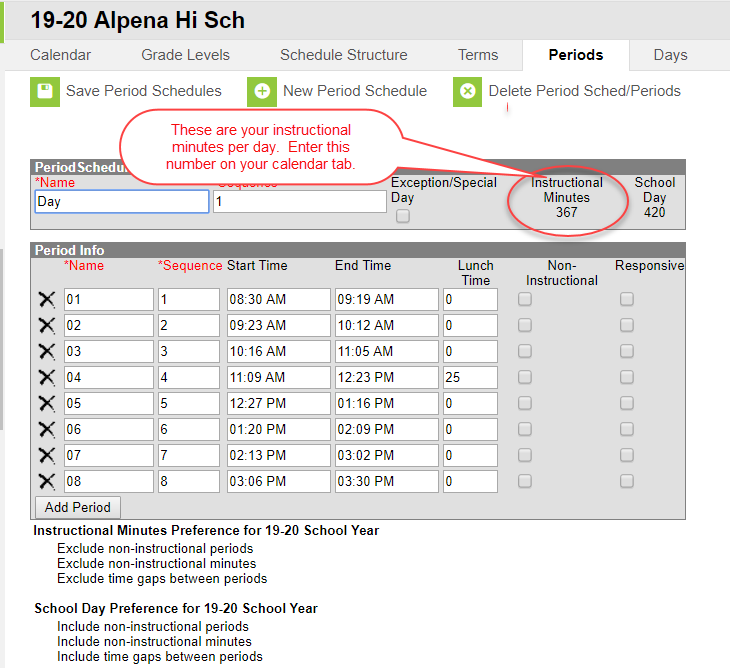 19-20 Alpena Hi Sch
Calendar Grade Levels Schedule Structure Terms Periods Days
Save Period Schedules New Period Schedule Delete Period Sched/Periods
These are your instructional
minutes per day. Enter this
number on your calendar tab.
*Name Exception/Special Day Instructional Minutes School Day
Day 1 367 420
Period Info
*Name *Sequence Start Time End Time Lunch Time Non-Instructional Responsive
01 1 08:30 AM 09:19 AM 0
02 2 09:23 AM 10:12 AM 0
03 3 10:16 AM 11:05 AM 0
04 4 11:09 AM 12:23 PM 25
05 5 12:27 PM 01:16 PM 0
06 6 01:20 PM 02:09 PM 0
07 7 02:13 PM 03:02 PM 0
08 8 03:06 PM 03:30 PM 0
Add Period
Instructional Minutes Preference for 19-20 School Year
Exclude non-instructional periods
Exclude non-instructional minutes
Exclude time gaps between periods
School Day Preference for 19-20 School Year
Include non-instructional periods
Include non-instructional minutes
Include time gaps between periods